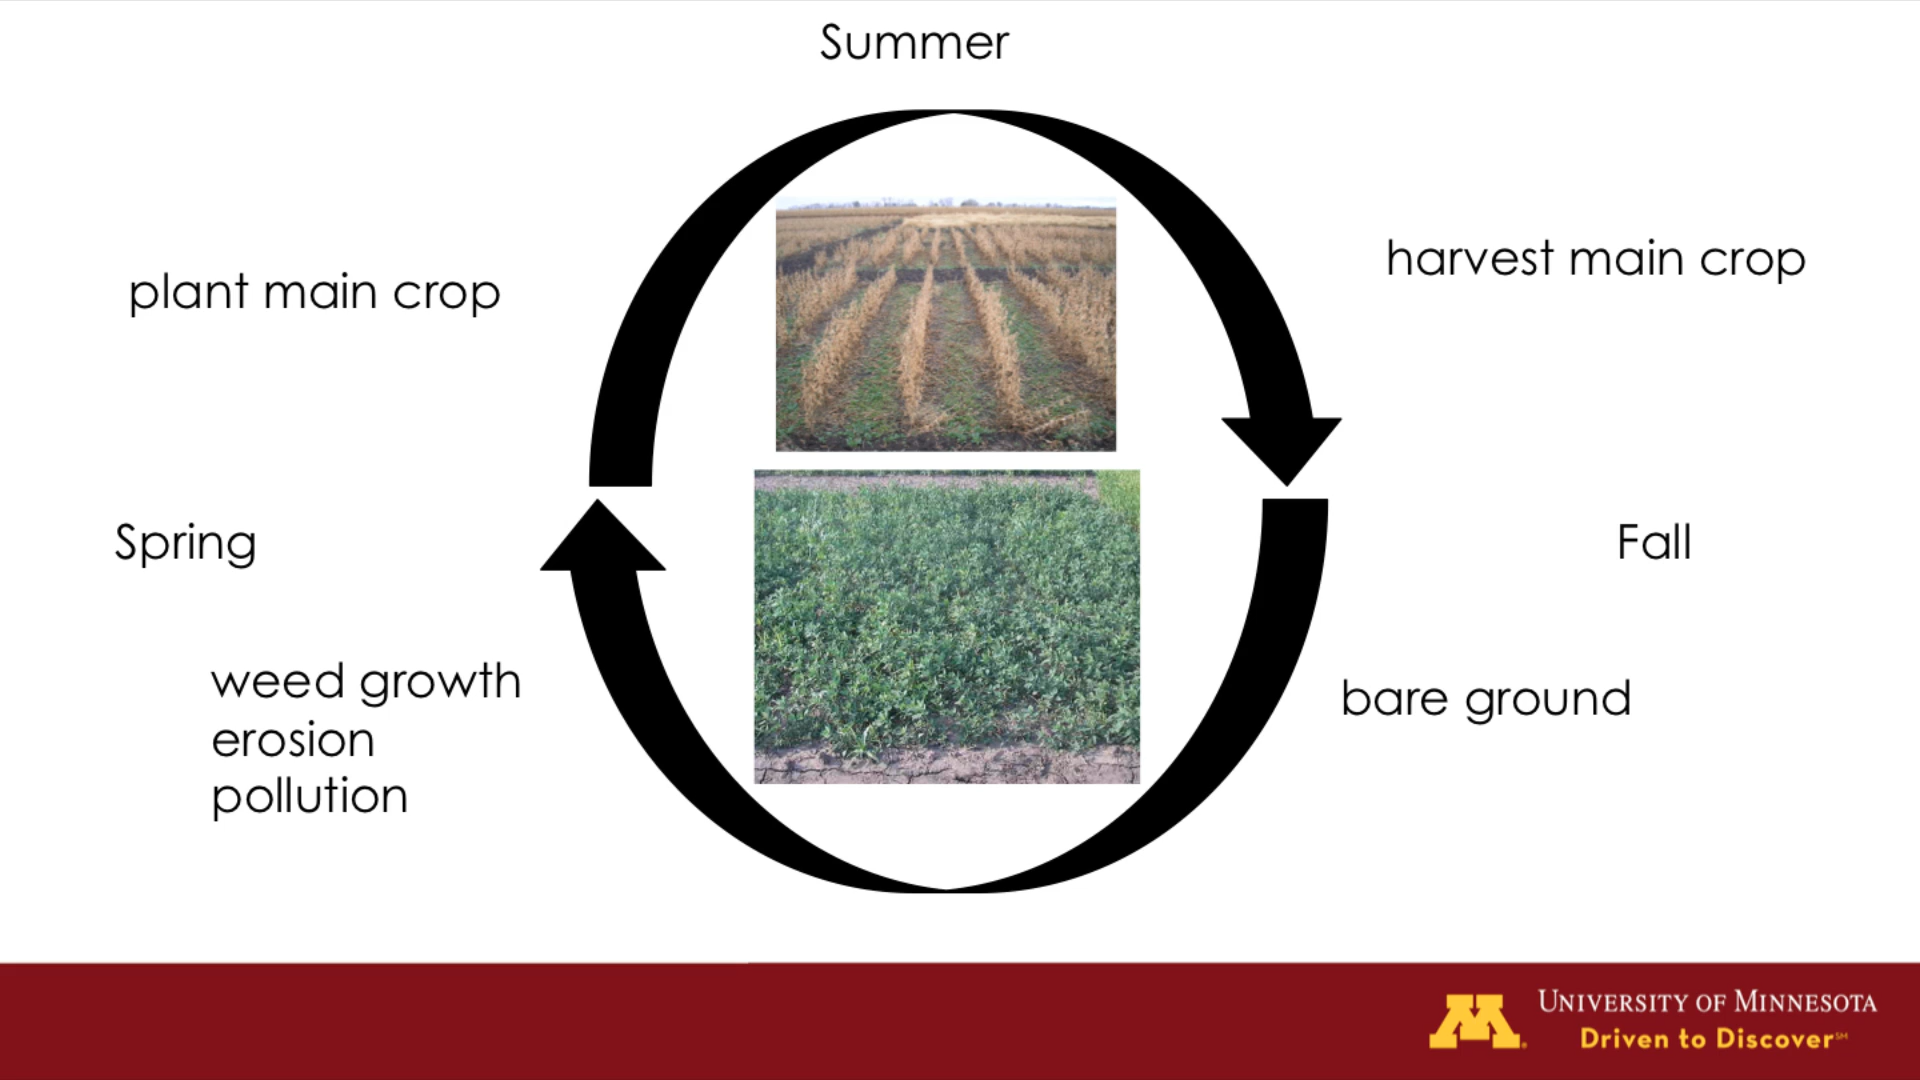 Summer
plant main crop
harvest main crop
Spring
Fall
weed growth
erosion
pollution
bare ground
M
UNIVERSITY OF MINNESOTA
Driven to Discover℠